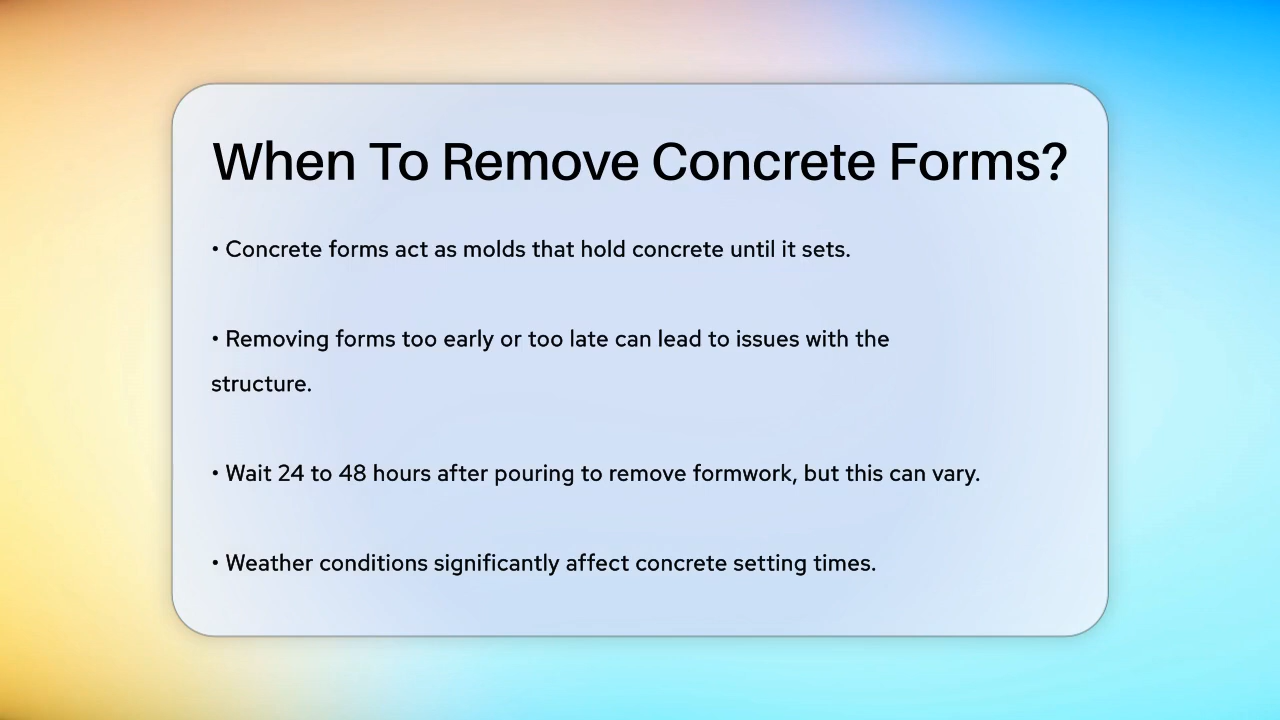 When To Remove Concrete Forms?
• Concrete forms act as molds that hold concrete until it sets.
• Removing forms too early or too late can lead to issues with the
structure.
• Wait 24 to 48 hours after pouring to remove formwork, but this can vary.
• Weather conditions significantly affect concrete setting times.